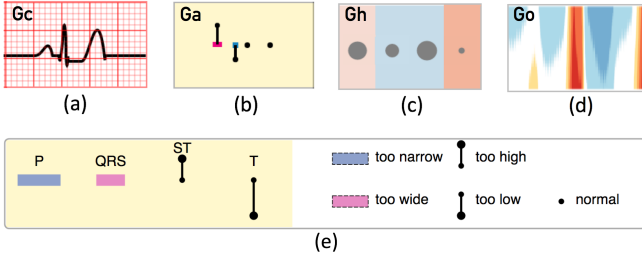 Gc
Ga
Gh
Go
(a)
(b)
(c)
(d)
P
QRS
ST
T
too narrow
too high
too wide
too low
normal
(e)